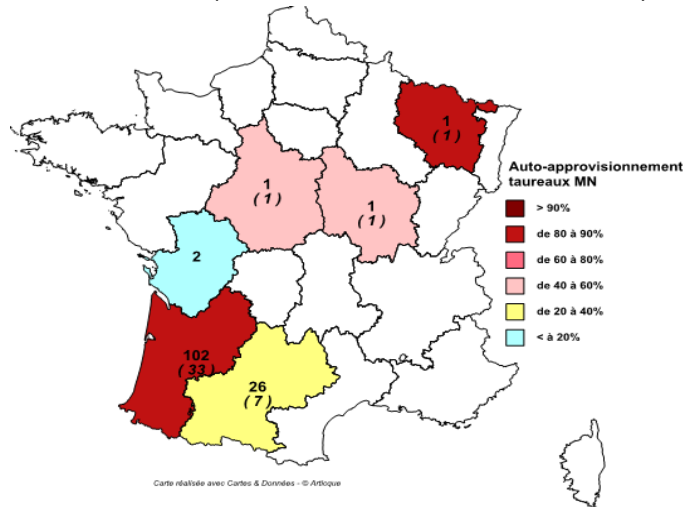 1
( 1 )
Auto-approvisionnement
taureaux MN
> 90%
de 80 à 90%
de 60 à 80%
de 40 à 60%
de 20 à 40%
< à 20%
1
( 1 )
1
( 1 )
2
102
( 33 )
26
( 7 )
Carte réalisée avec Cartes & Données - © Artique